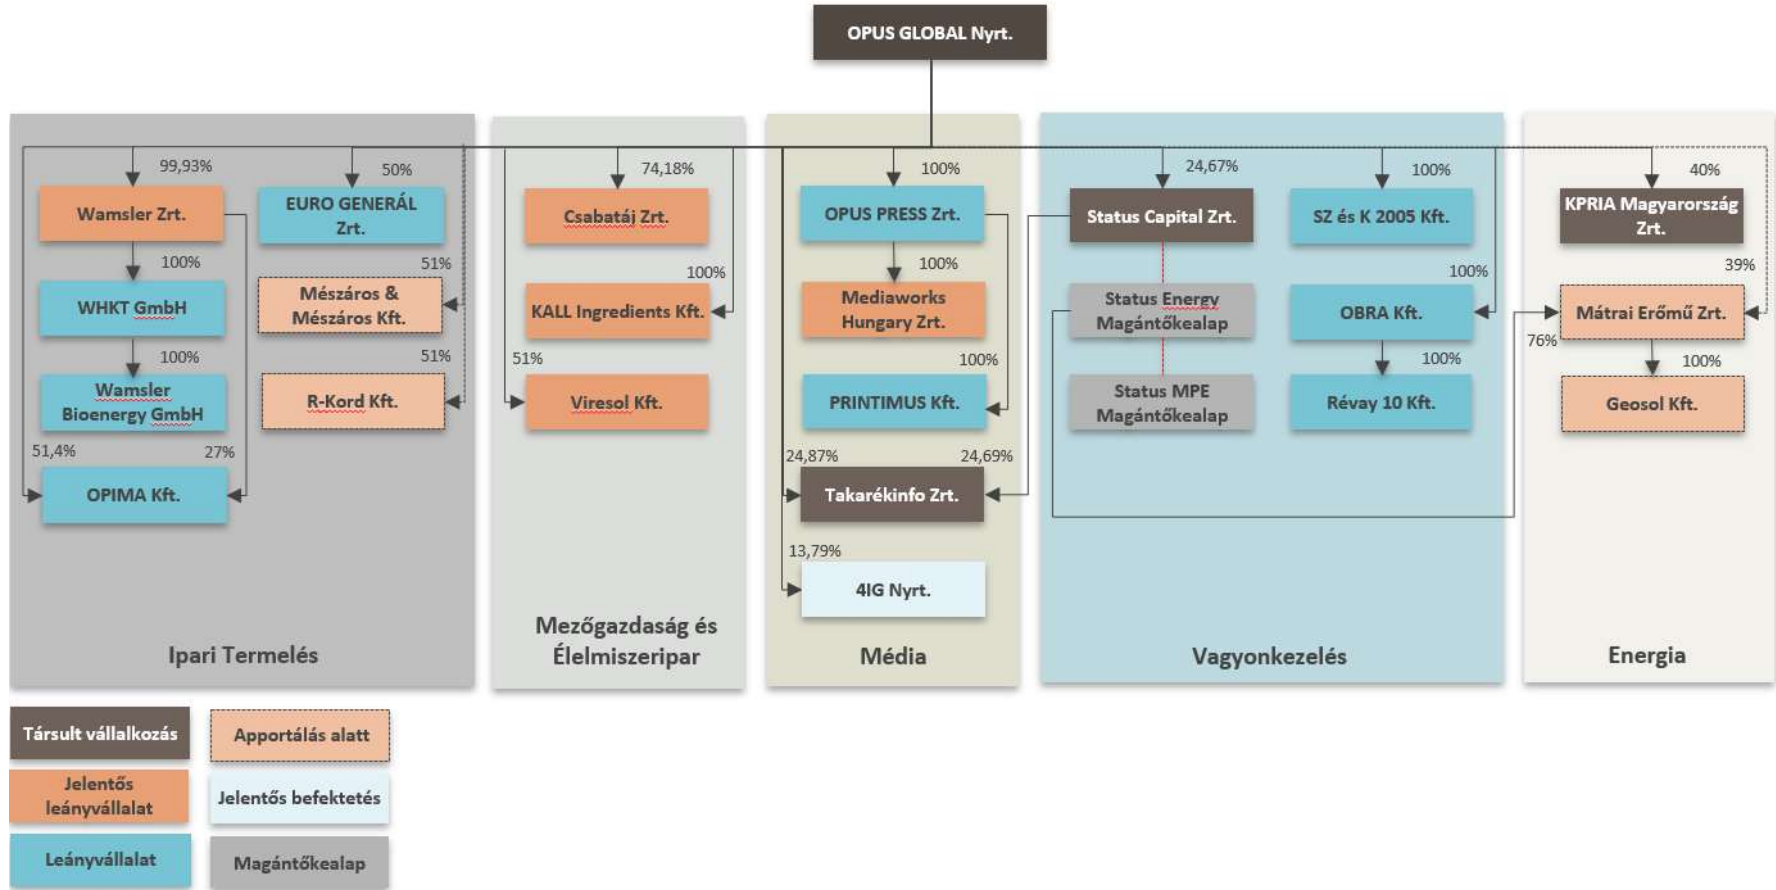 OPUS GLOBAL Nyrt.
99,93%
Wamsler Zrt.
100%
WHKT GmbH
100%
Wamsler
Bioenergy GmbH
51,4%
27%
OPIMA Kft.
50%
EURO GENERÁL
Zrt.
51%
Mészáros &
Mészáros Kft.
51%
R-Kord Kft.
Ipari Termelés
74,18%
Csabatáj Zrt.
100%
KALL Ingredients Kft.
51%
Viresol Kft.
Mezőgazdaság és
Élelmiszeripar
100%
OPUS PRESS Zrt.
100%
Mediaworks
Hungary Zrt.
100%
PRINTIMUS Kft.
24,87%
24,69%
Takarékinfo Zrt.
13,79%
4IG Nyrt.
Média
24,67%
Status Capital Zrt.
Status Energy
Magántőkealap
Status MPE
Magántőkealap
100%
SZ és K 2005 Kft.
100%
OBRA Kft.
100%
Révay 10 Kft.
Vagyonkezelés
40%
KPRIA Magyarország
Zrt.
39%
Mátrai Erőmű Zrt.
76%
100%
Geosol Kft.
Energia
Társult vállalkozás
Apportálás alatt
Jelentős
leányvállalat
Jelentős befektetés
Leányvállalat
Magántőkealap